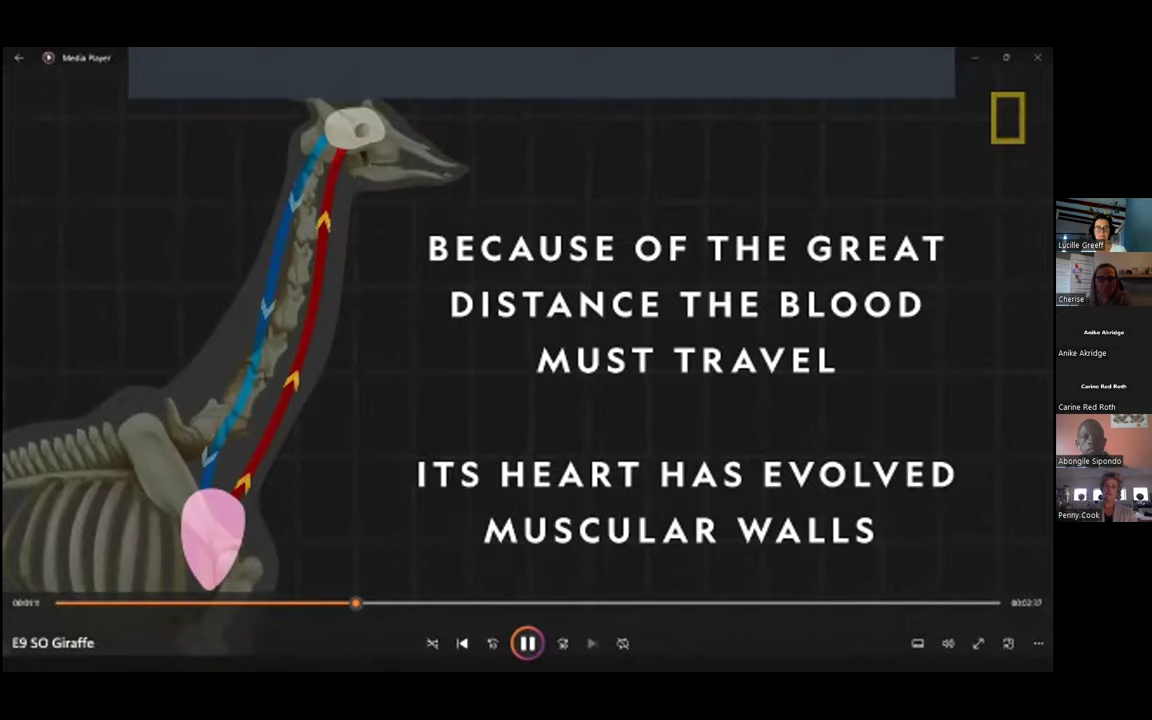 Media Player
BECAUSE OF THE GREAT
DISTANCE THE BLOOD
MUST TRAVEL
ITS HEART HAS EVOLVED
MUSCULAR WALLS
E9 SO Giraffe
Lucille Greeff
Cherise
Anike Akridge
Anike Akridge
Carine Red Roth
Carine Red Roth
Abongile Sipondo
Penny Cook